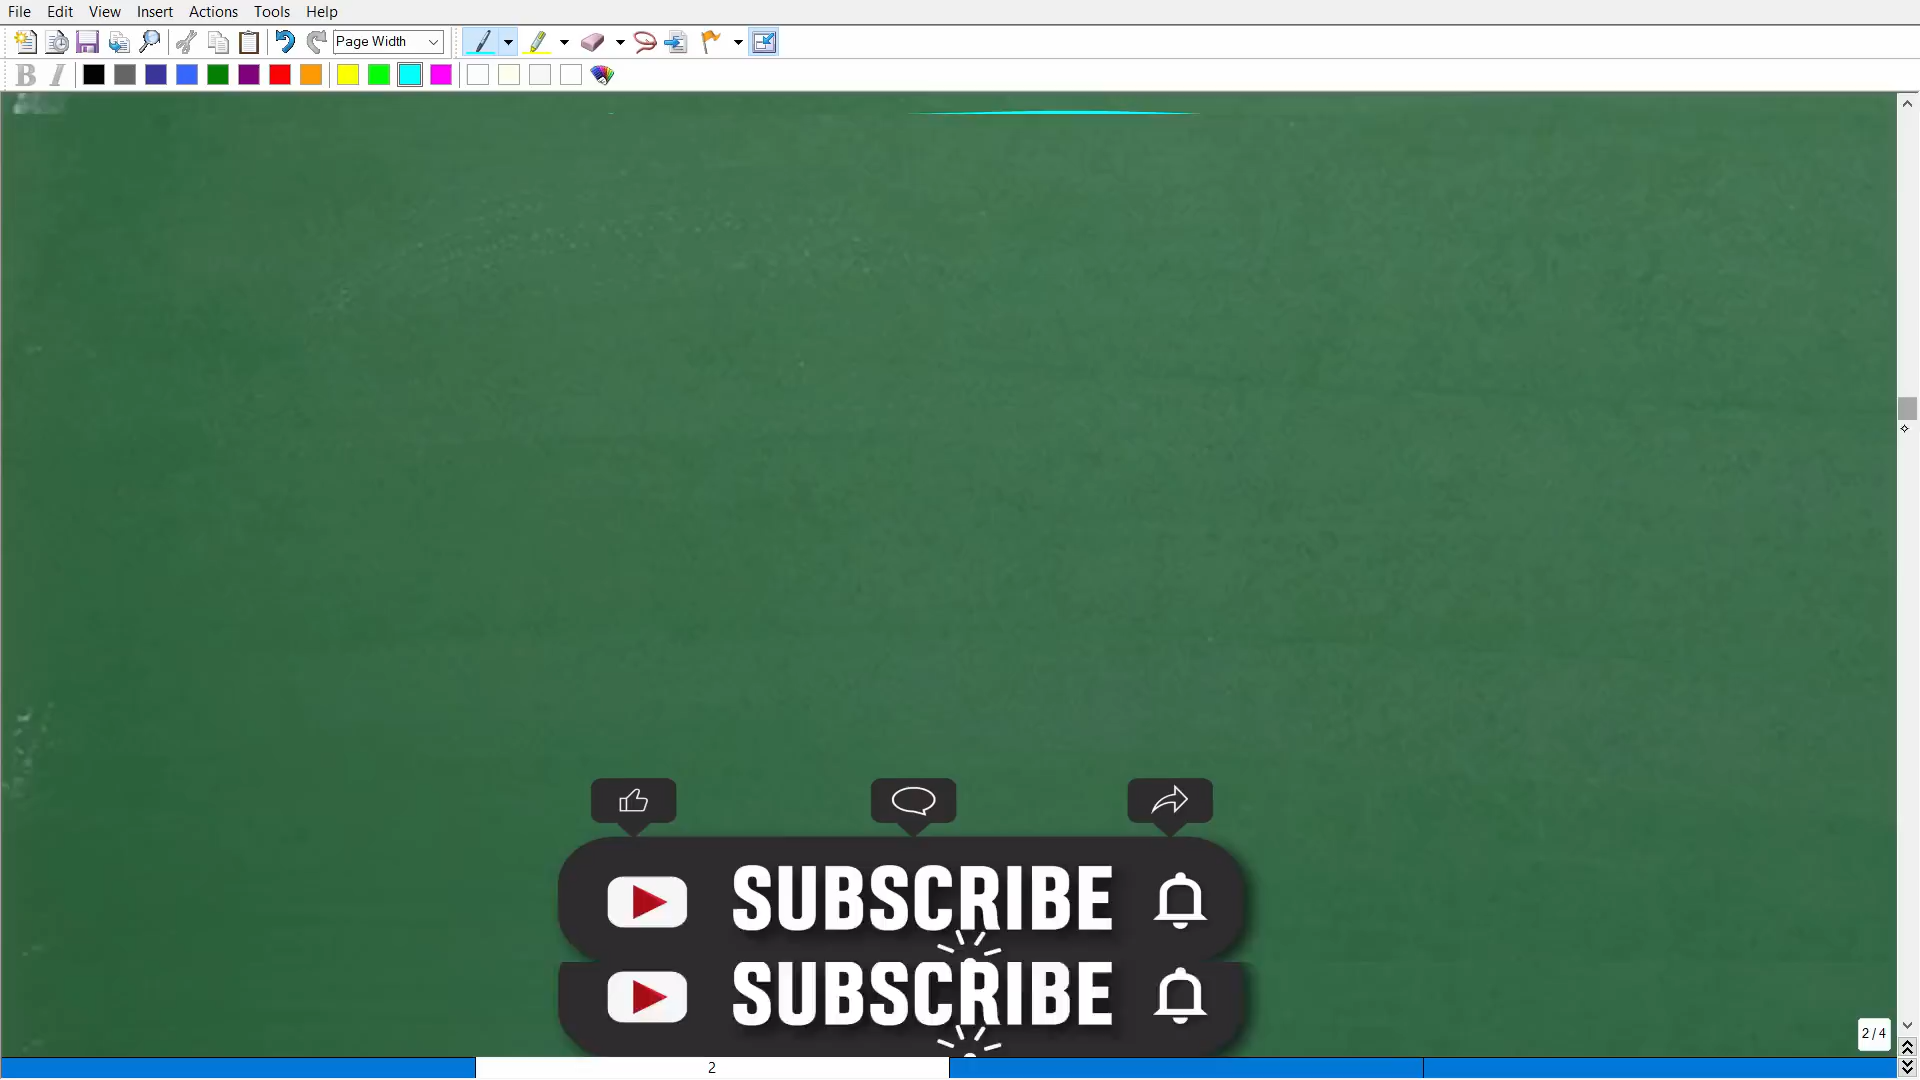 File Edit View Insert Actions Tools Help
Page Width
B I
SUBSCRIBE
SUBSCRIBE
2 / 4
2